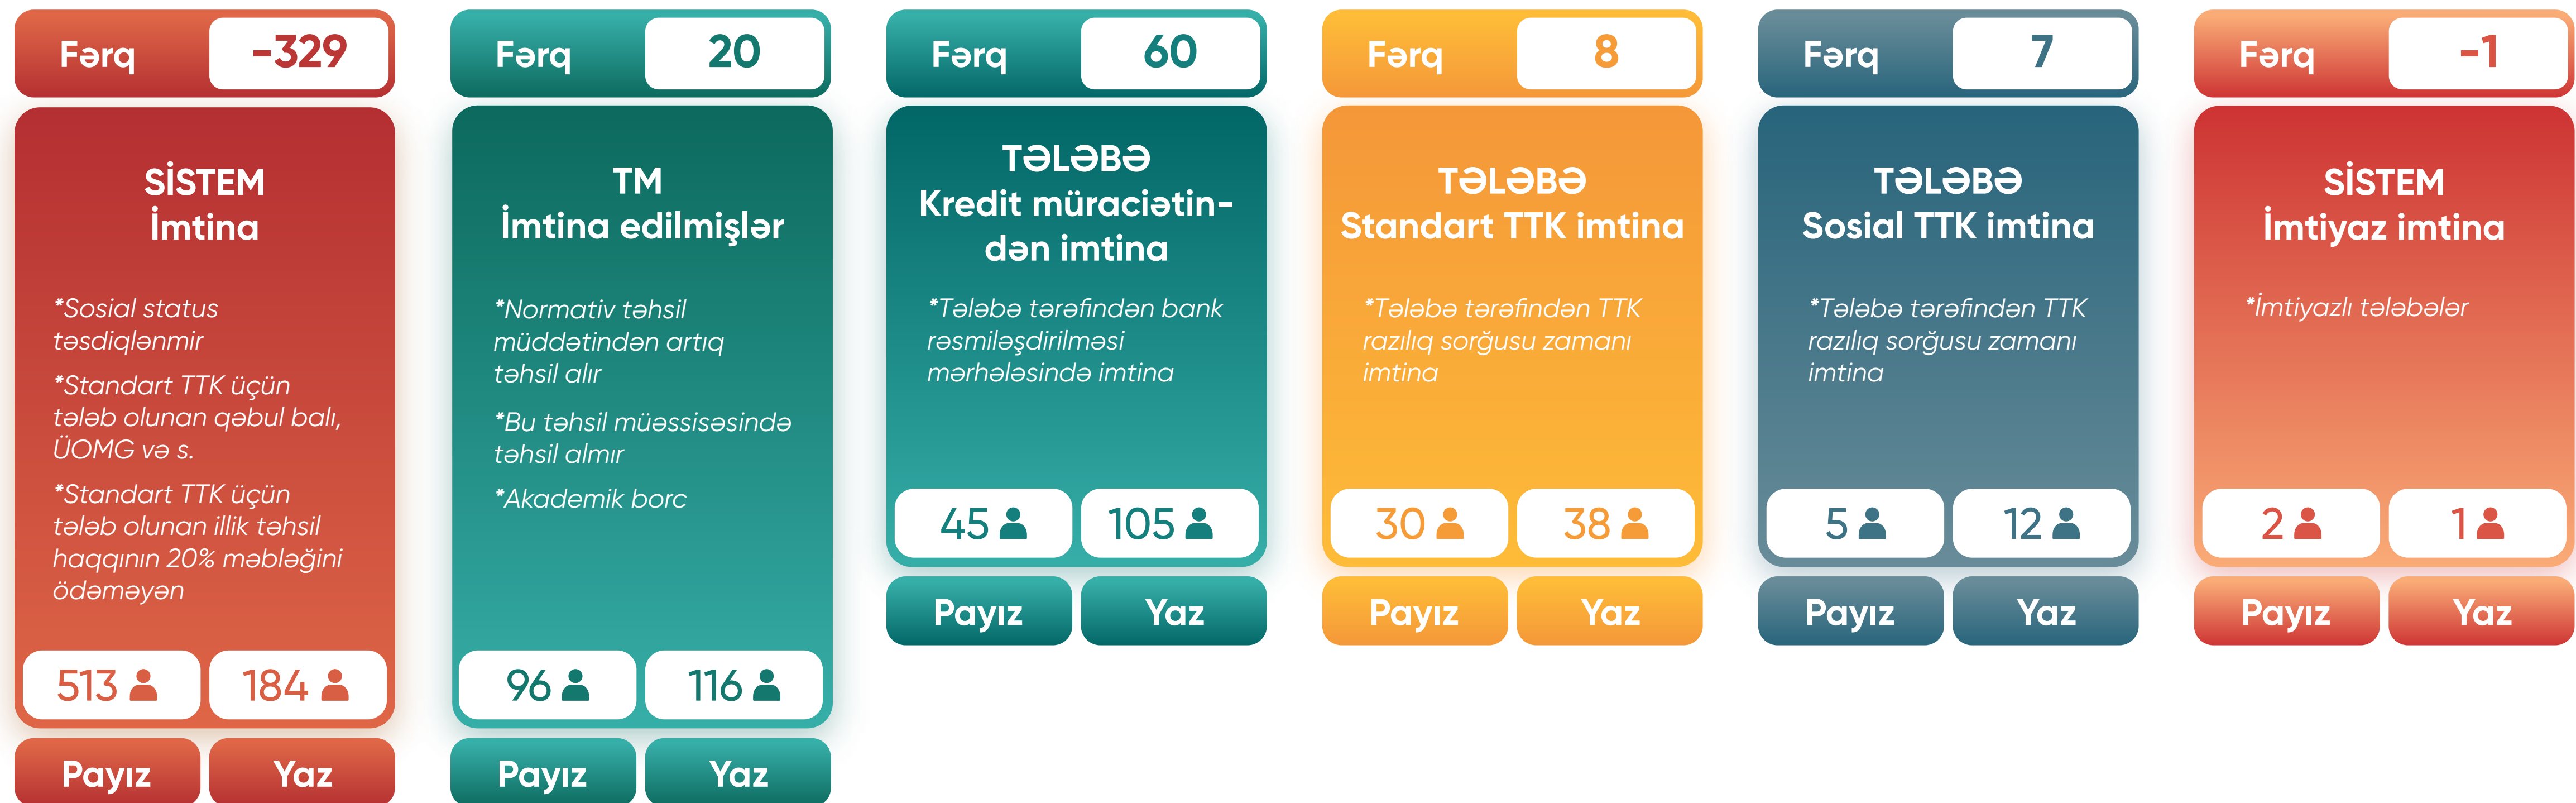 Fərq
-329
SİSTEM
İmtina
*Sosial status
təsdiqlənmir
*Standart TTK üçün
tələb olunan qəbul balı,
ÜOMG və s.
*Standart TTK üçün
tələb olunan illik təhsil
haqqının 20% məbləğini
ödəməyən
513
184
Payız
Yaz
Fərq
20
TM
İmtina edilmişlər
*Normativ təhsil
müddətindən artıq
təhsil alır
*Bu təhsil müəssisəsində
təhsil almır
*Akademik borc
96
116
Payız
Yaz
Fərq
60
TƏLƏBƏ
Kredit müraciətin-
dən imtina
*Tələbə tərəfindən bank
rəsmiləşdirilməsi
mərhələsində imtina
45
105
Payız
Yaz
Fərq
8
TƏLƏBƏ
Standart TTK imtina
*Tələbə tərəfindən TTK
razılıq sorğusu zamanı
imtina
30
38
Payız
Yaz
Fərq
7
TƏLƏBƏ
Sosial TTK imtina
*Tələbə tərəfindən TTK
razılıq sorğusu zamanı
imtina
5
12
Payız
Yaz
Fərq
-1
SİSTEM
İmtiyaz imtina
*İmtiyazlı tələbələr
2
1
Payız
Yaz